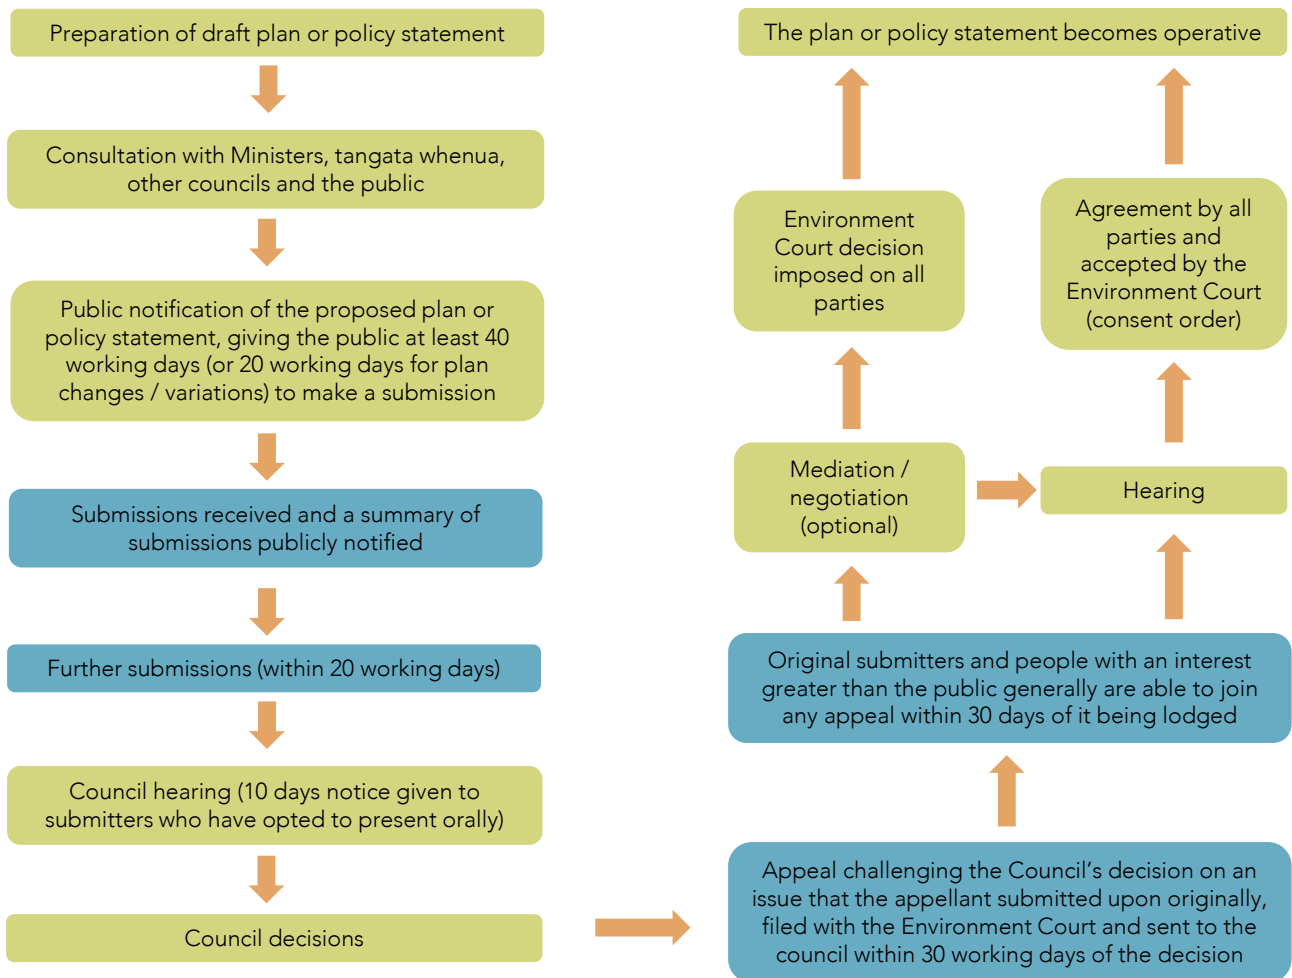 Preparation of draft plan or policy statement
Consultation with Ministers, tangata whenua,
other councils and the public
Public notification of the proposed plan or
policy statement, giving the public at least 40
working days (or 20 working days for plan
changes / variations) to make a submission
Submissions received and a summary of
submissions publicly notified
Further submissions (within 20 working days)
Council hearing (10 days notice given to
submitters who have opted to present orally)
Council decisions
Appeal challenging the Council’s decision on an
issue that the appellant submitted upon originally,
filed with the Environment Court and sent to the
council within 30 working days of the decision
Original submitters and people with an interest
greater than the public generally are able to join
any appeal within 30 days of it being lodged
Mediation /
negotiation
(optional)
Hearing
Environment
Court decision
imposed on all
parties
Agreement by all
parties and
accepted by the
Environment Court
(consent order)
The plan or policy statement becomes operative